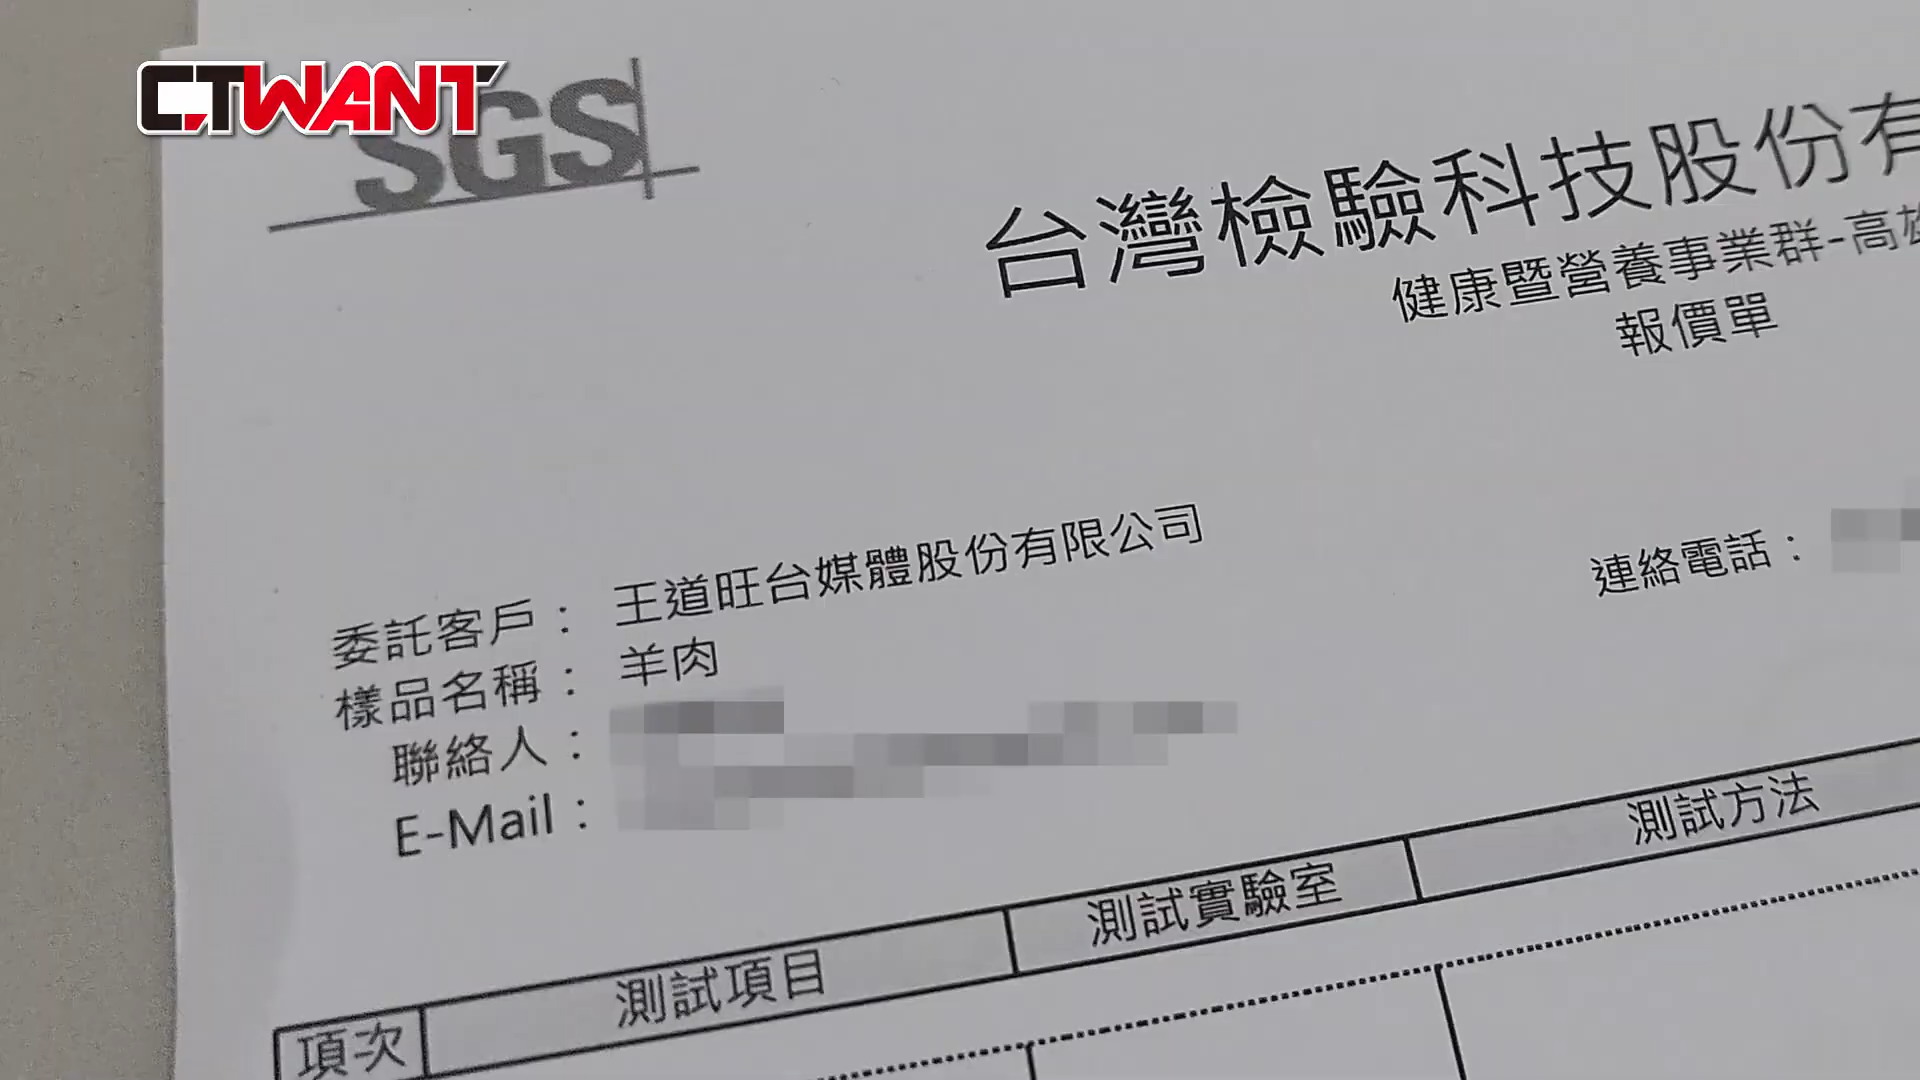 CTWANT
SGS
台灣檢驗科技股份有
健康暨營養事業群-高雄
報價單
委託客戶： 王道旺台媒體股份有限公司
連絡電話：
樣品名稱： 羊肉
聯絡人：
E-Mail：
項次 測試項目 測試實驗室 測試方法